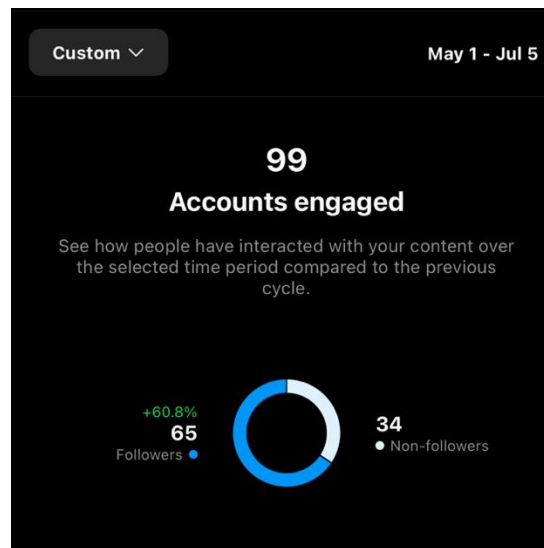 Custom
May 1 - Jul 5
99
Accounts engaged
See how people have interacted with your content over
the selected time period compared to the previous
cycle.
+60.8%
65
Followers
34
Non-followers